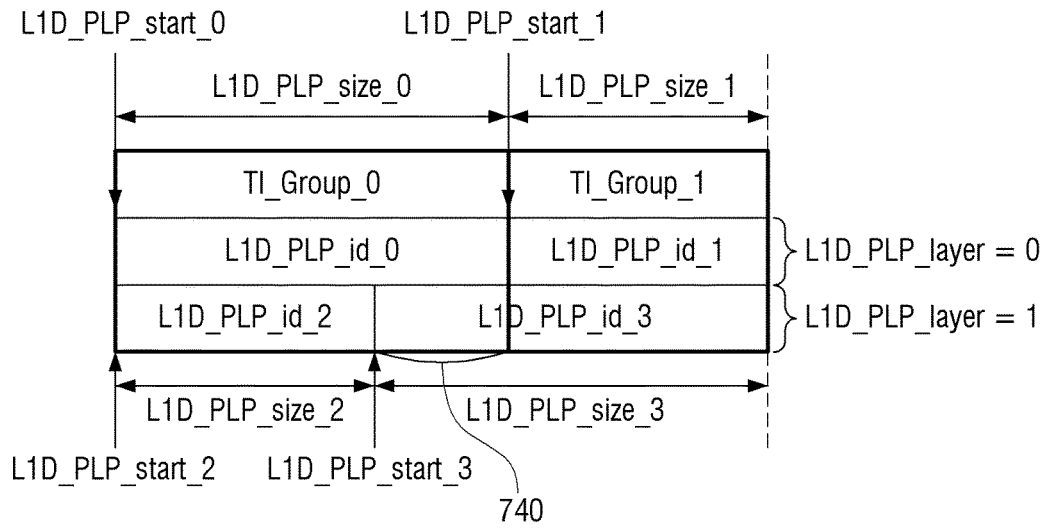 L1D_PLP_start_0 L1D_PLP_start_1
L1D_PLP_size_0 L1D_PLP_size_1
TI_Group_0 TI_Group_1
L1D_PLP_id_0 L1D_PLP_id_1 L1D_PLP_layer = 0
L1D_PLP_id_2 L1D_PLP_id_3 L1D_PLP_layer = 1
L1D_PLP_size_2 L1D_PLP_size_3
L1D_PLP_start_2 L1D_PLP_start_3
740